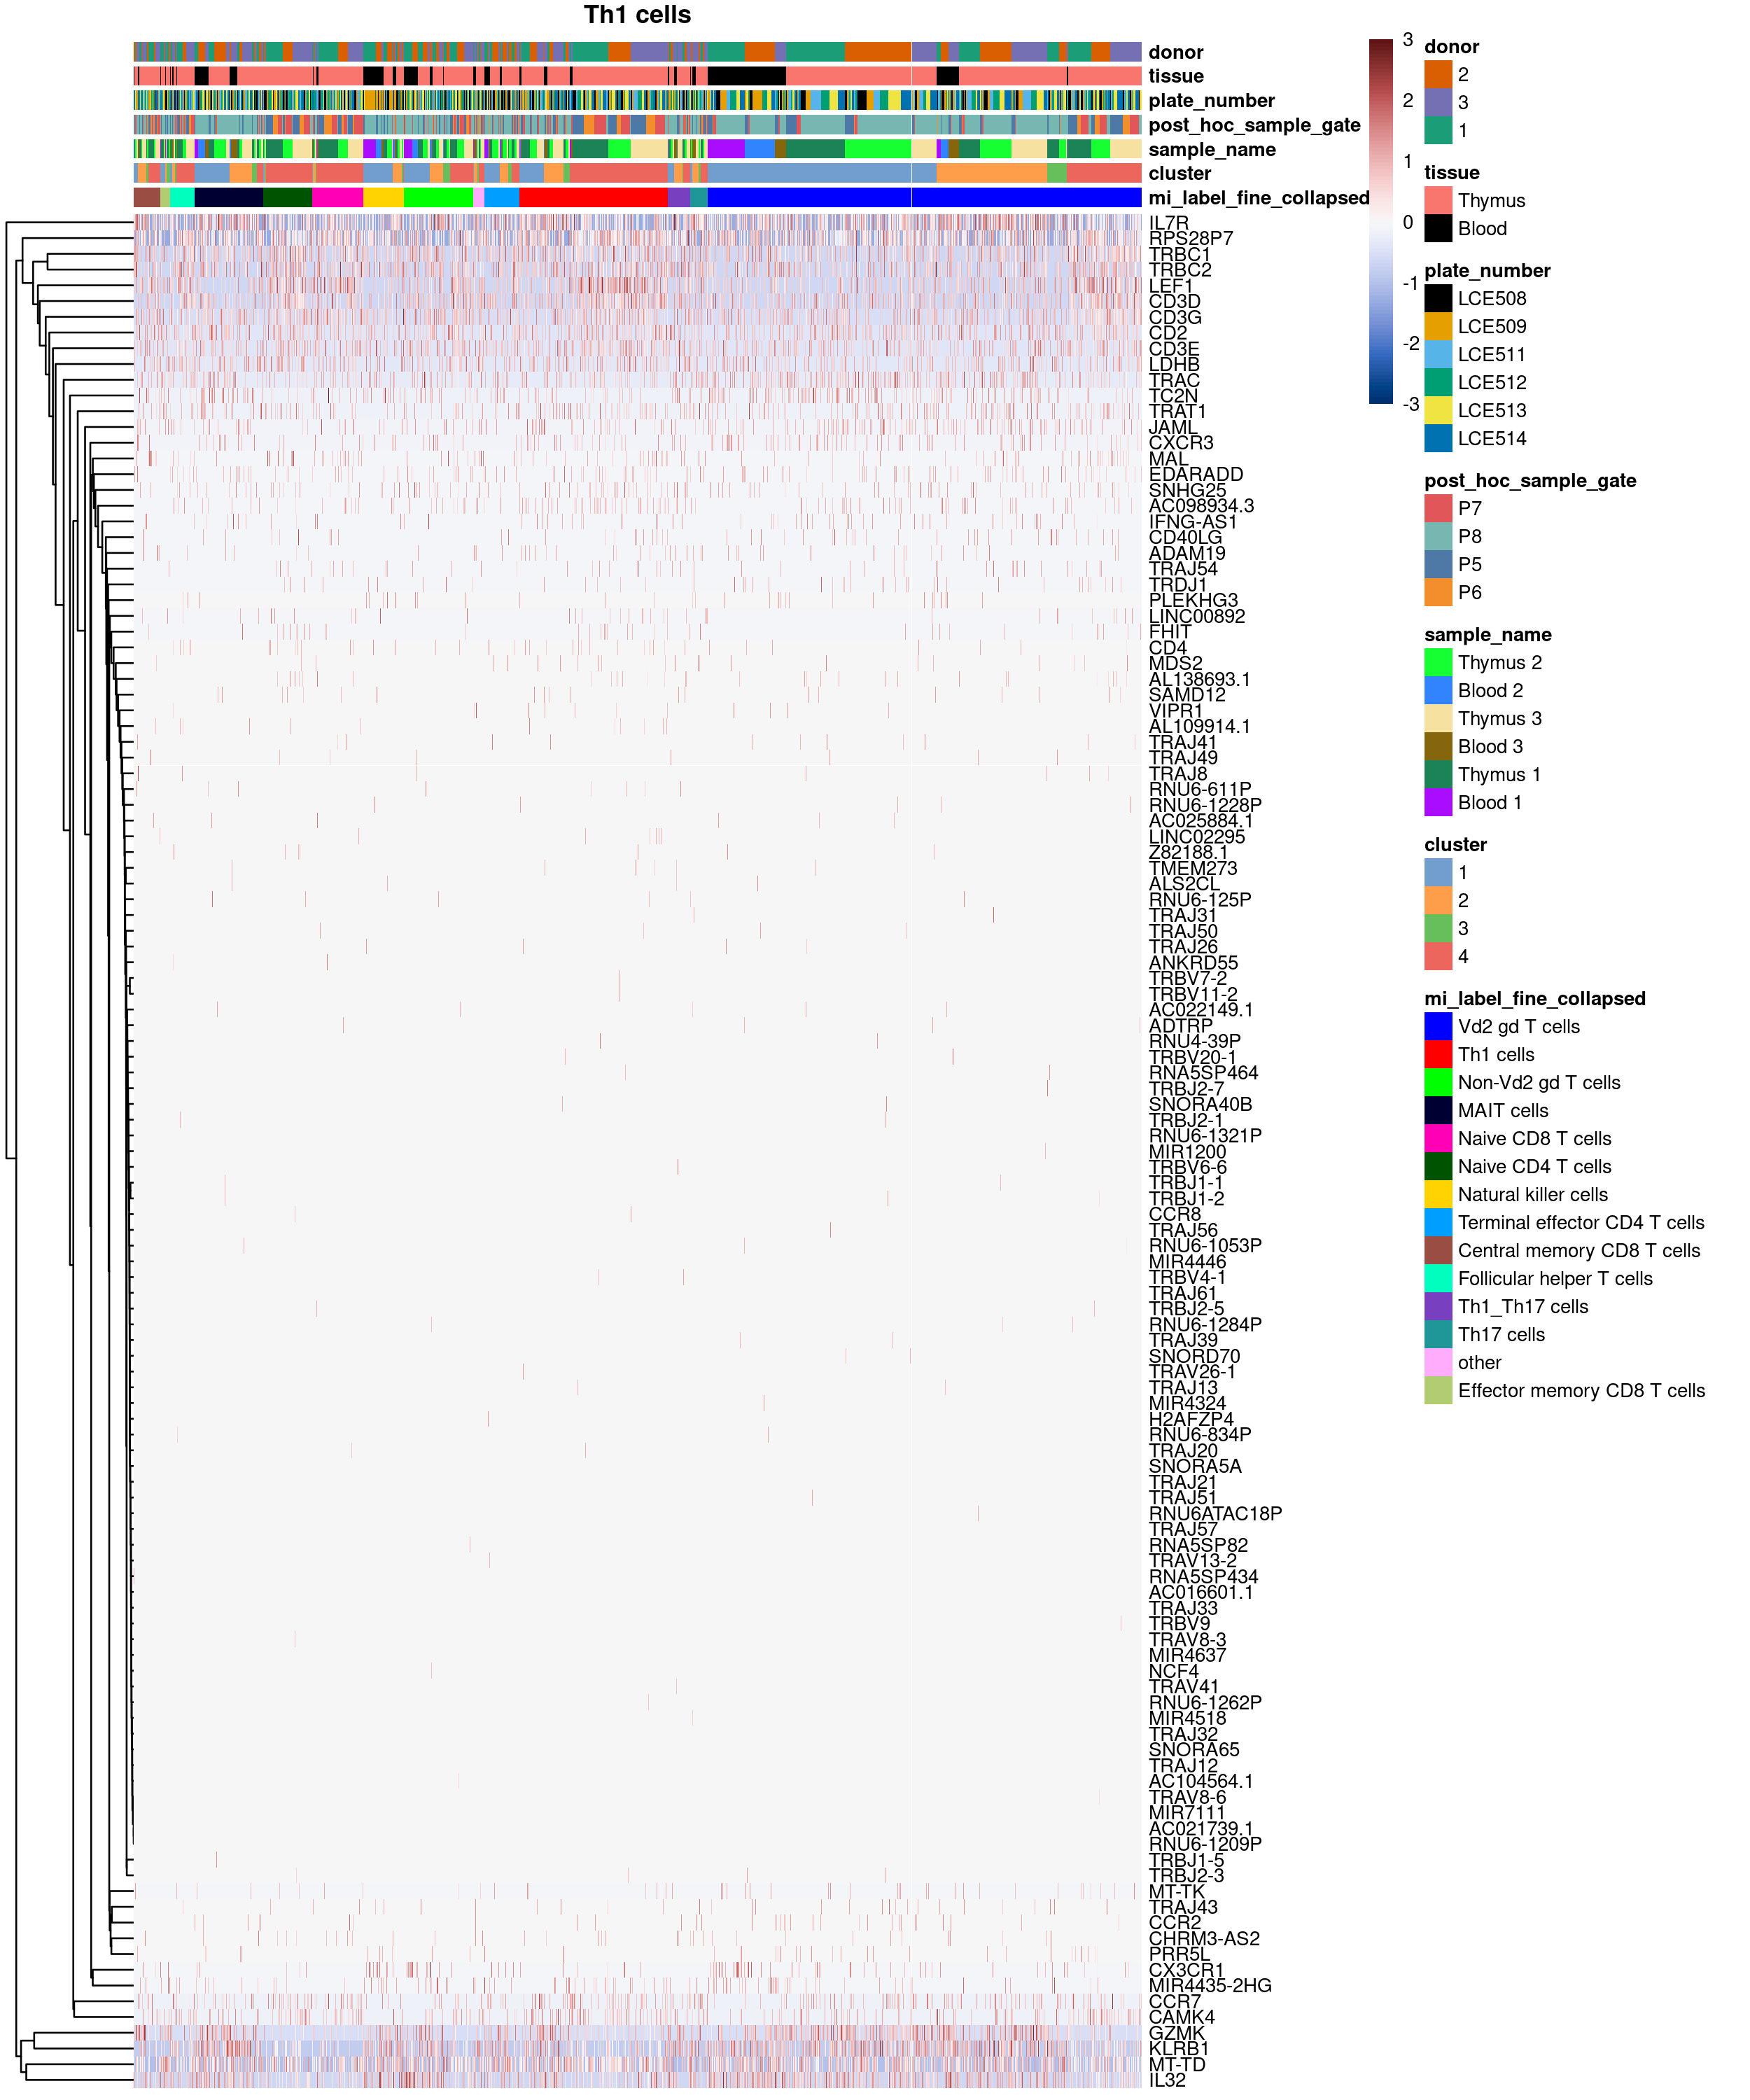 Th1 cells
donor
tissue
plate_number
post_hoc_sample_gate
sample_name
cluster
mi_label_fine_collapsed
IL7R
RPS28P7
TRBC1
TRBC2
LEF1
CD3D
CD3G
CD2
CD3E
LDHB
TRAC
TC2N
TRAT1
JAML
CXCR3
MAL
EDARADD
SNHG25
AC098934.3
IFNG-AS1
CD40LG
ADAM19
TRAJ54
TRDJ1
PLEKHG3
LINC00892
FHIT
CD4
MDS2
AL138693.1
SAMD12
VIPR1
AL109914.1
TRAJ41
TRAJ49
TRAJ8
RNU6-611P
RNU6-1228P
AC025884.1
LINC02295
Z82188.1
TMEM273
ALS2CL
RNU6-125P
TRAJ31
TRAJ50
TRAJ26
ANKRD55
TRBV7-2
TRBV11-2
AC022149.1
ADTRP
RNU4-39P
TRBV20-1
RNA5SP464
TRBJ2-7
SNORA40B
TRBJ2-1
RNU6-1321P
MIR1200
TRBV6-6
TRBJ1-1
TRBJ1-2
CCR8
TRAJ56
RNU6-1053P
MIR4446
TRBV4-1
TRAJ61
TRBJ2-5
RNU6-1284P
TRAJ39
SNORD70
TRAV26-1
TRAJ13
MIR4324
H2AFZP4
RNU6-834P
TRAJ20
SNORA5A
TRAJ21
TRAJ51
RNU6ATAC18P
TRAJ57
RNA5SP82
TRAV13-2
RNA5SP434
AC016601.1
TRAJ33
TRBV9
TRAV8-3
MIR4637
NCF4
TRAV41
RNU6-1262P
MIR4518
TRAJ32
SNORA65
TRAJ12
AC104564.1
TRAV8-6
MIR7111
AC021739.1
RNU6-1209P
TRBJ1-5
TRBJ2-3
MT-TK
TRAJ43
CCR2
CHRM3-AS2
PRR5L
CX3CR1
MIR4435-2HG
CCR7
CAMK4
GZMK
KLRB1
MT-TD
IL32
3
2
1
0
-1
-2
-3
donor
2
3
1
tissue
Thymus
Blood
plate_number
LCE508
LCE509
LCE511
LCE512
LCE513
LCE514
post_hoc_sample_gate
P7
P8
P5
P6
sample_name
Thymus 2
Blood 2
Thymus 3
Blood 3
Thymus 1
Blood 1
cluster
1
2
3
4
mi_label_fine_collapsed
Vd2 gd T cells
Th1 cells
Non-Vd2 gd T cells
MAIT cells
Naive CD8 T cells
Naive CD4 T cells
Natural killer cells
Terminal effector CD4 T cells
Central memory CD8 T cells
Follicular helper T cells
Th1_Th17 cells
Th17 cells
other
Effector memory CD8 T cells